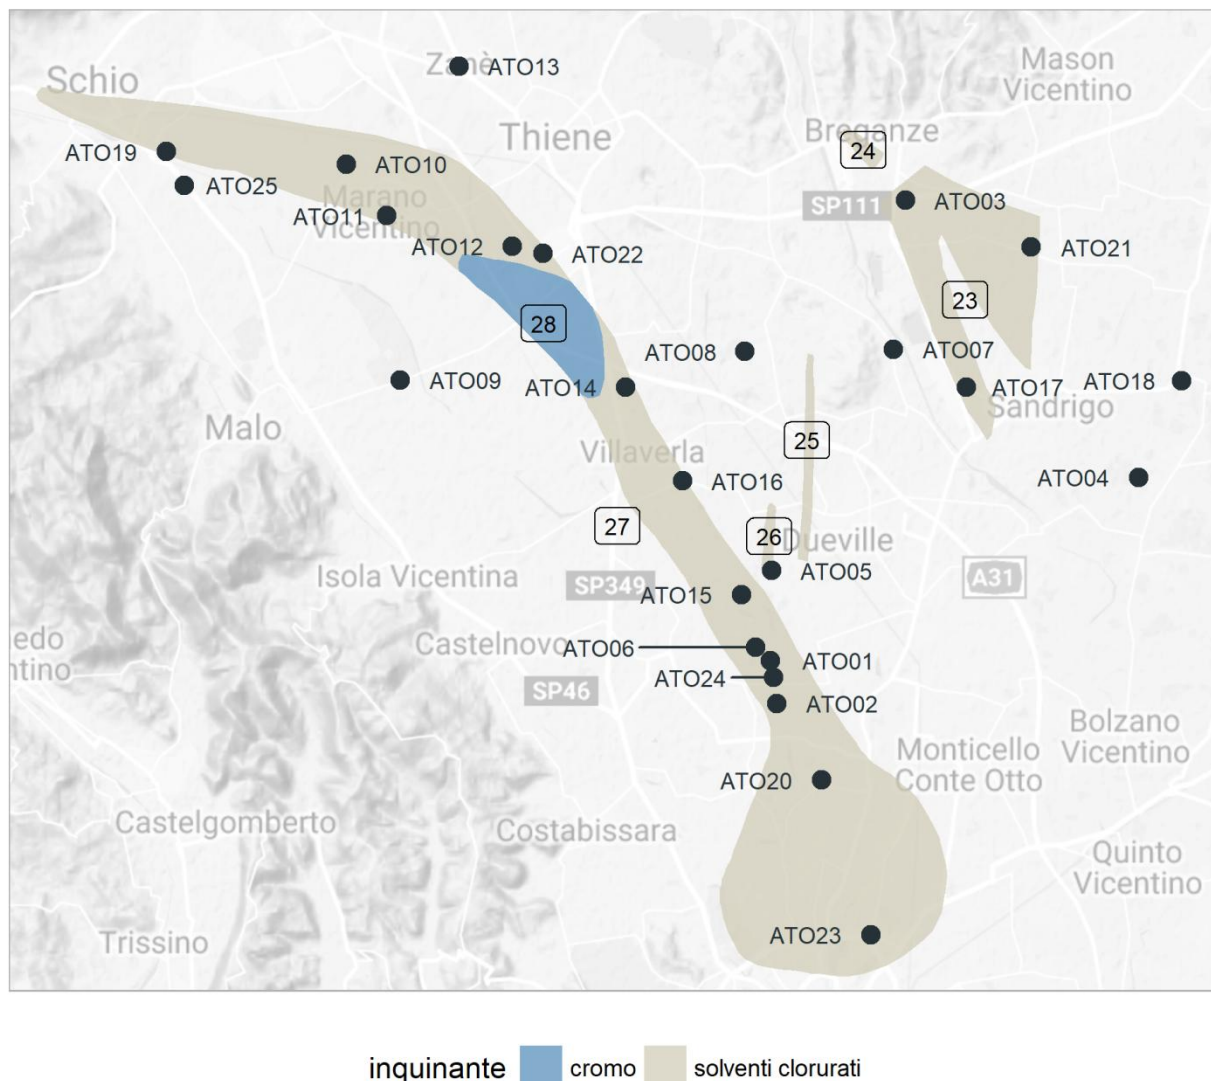 Schio
Zanè
ATO13
Mason
Vicentino
Thiene
Breganze
24
ATO19
ATO10
ATO25
Marano
Vicentino
ATO11
SP111
ATO03
ATO12
ATO22
ATO21
23
28
ATO08
ATO07
ATO09
ATO14
ATO17
ATO18
Sandrigo
Malo
Villaverla
25
ATO16
ATO04
27
26
Dueville
Isola Vicentina
SP349
ATO05
A31
ATO15
edo
ntino
Castelnovo
ATO06
ATO01
ATO24
SP46
ATO02
Bolzano
Vicentino
Monticello
Conte Otto
ATO20
Castelgomberto
Costabissara
Quinto
Vicentino
Trissino
ATO23
inquinante cromo solventi clorurati